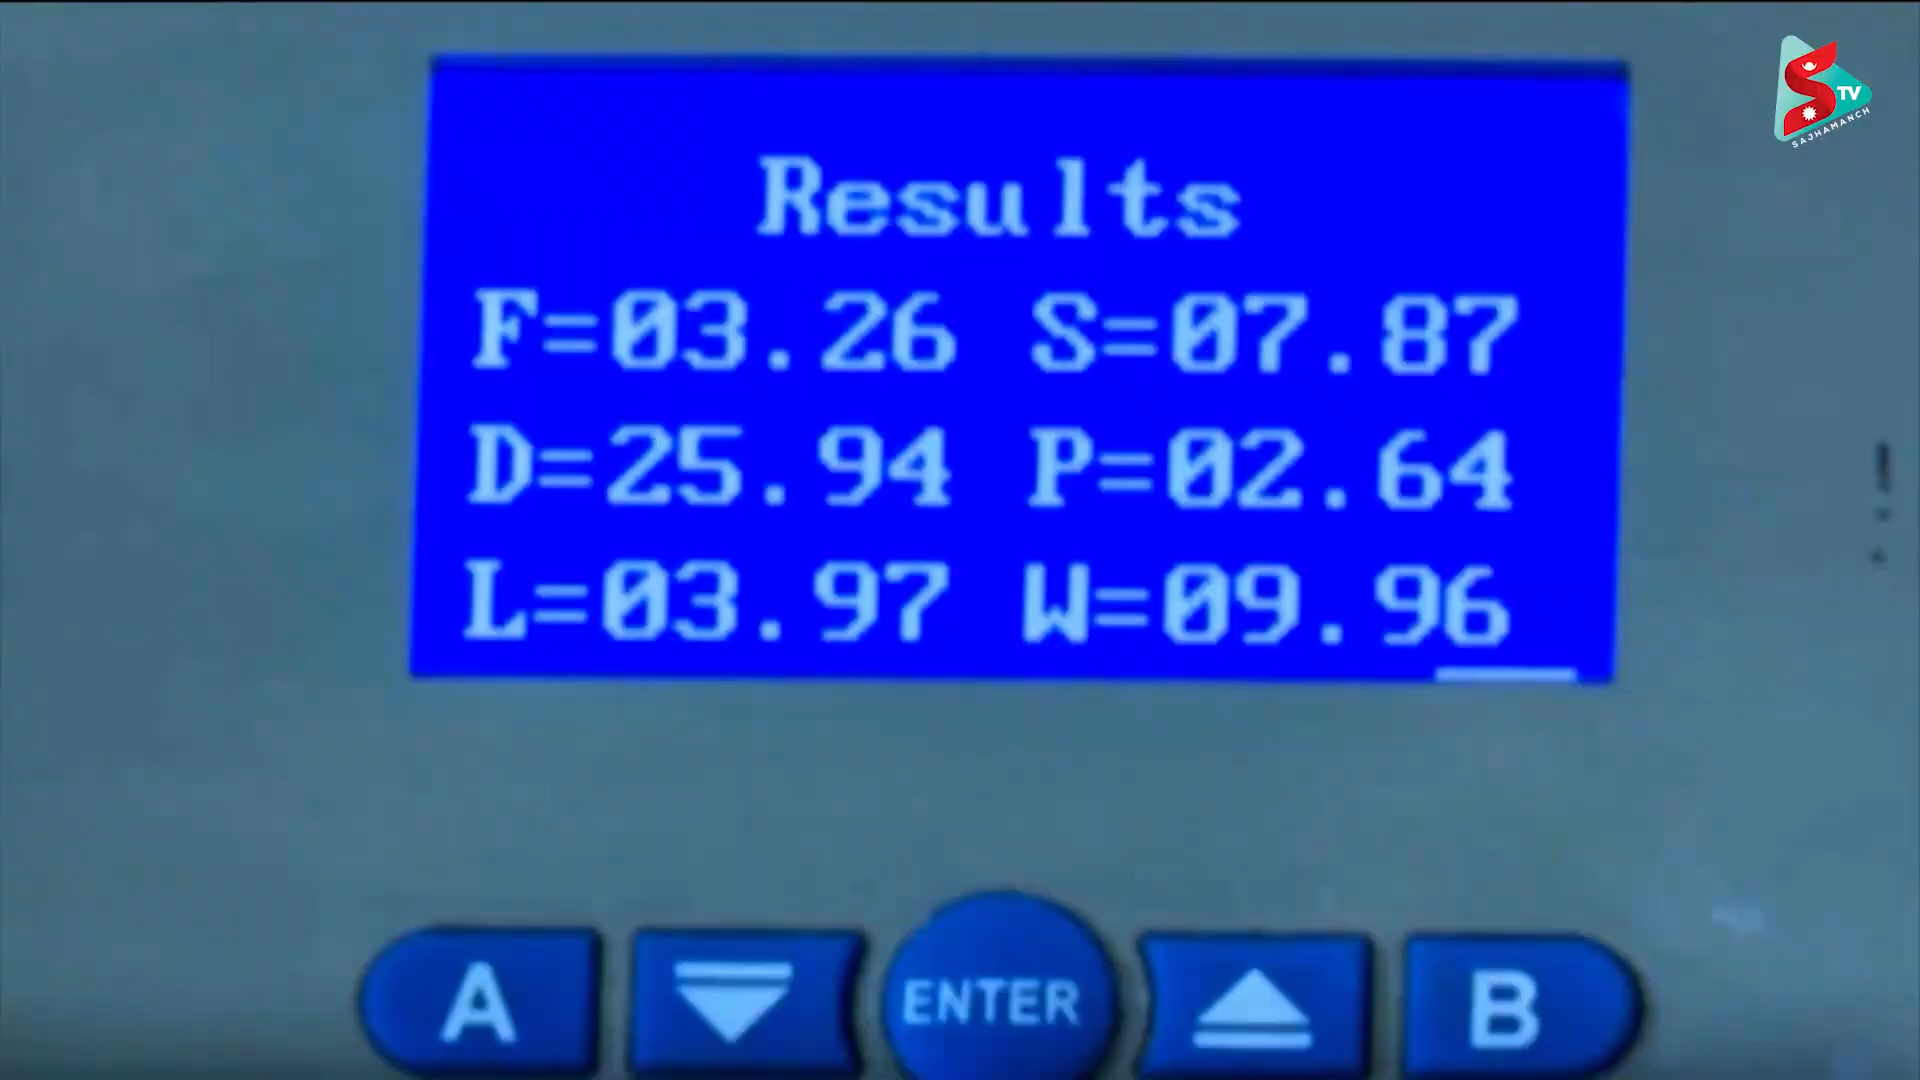 S TV
SAJHAMANCH
Results
F=03.26 S=07.87
D=25.94 P=02.64
L=03.97 W=09.96
A ENTER B